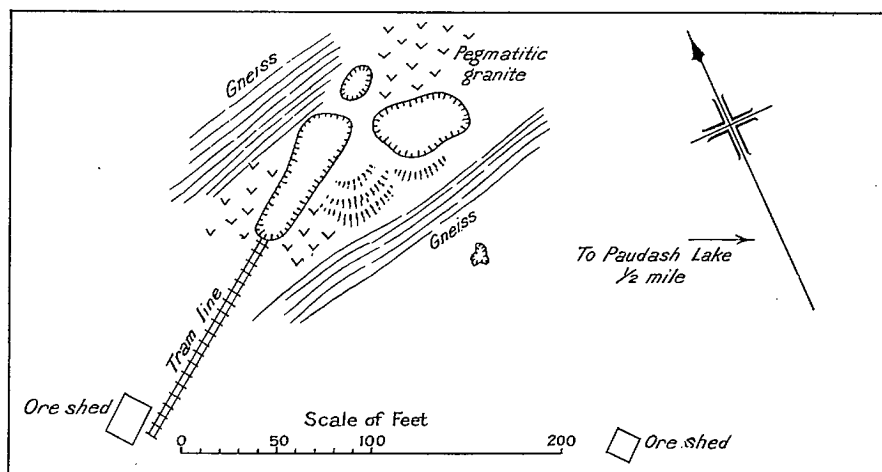 Gneiss
Pegmatitic
granite
Gneiss
To Paudash Lake
1/2 mile
Tram line
Ore shed
Scale of Feet
0 50 100 200
Ore shed